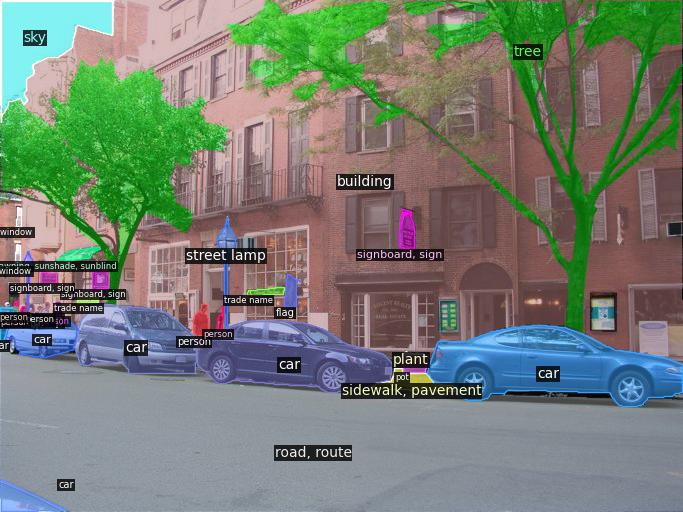 sky
tree
building
window
street lamp
signboard, sign
sunshade, sunblind
window
signboard, sign
signboard, sign
trade name
trade name
flag
person
person
person
person
person
car
car
car
car
plant
pot
sidewalk, pavement
road, route
car